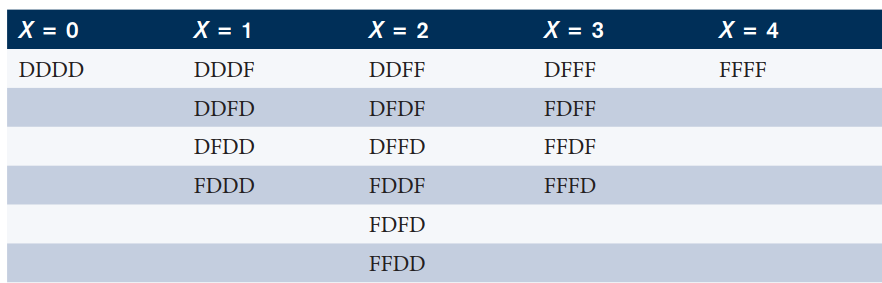 X = 0 X = 1 X = 2 X = 3 X = 4
DDDD DDDF DDFF DFFF FFFF
DDFD DFDF FDFF
DFDD DFFD FFDF
FDDD FDDF FFFD
FDFD
FFDD